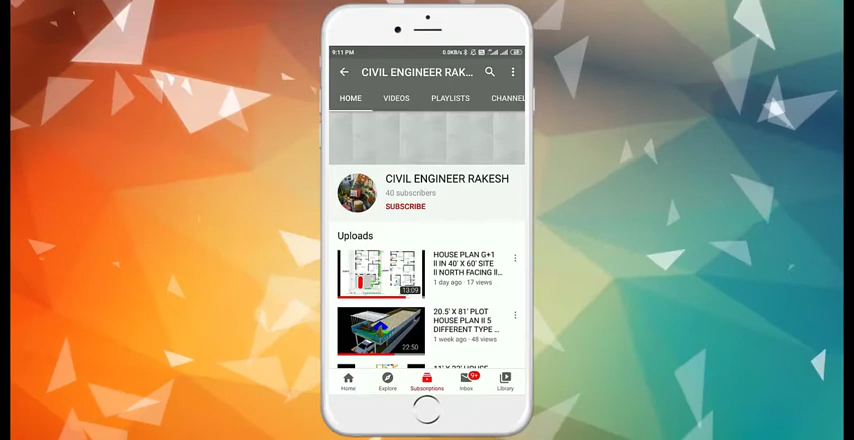 9:11 PM
0.0KB/s
CIVIL ENGINEER RAK...
HOME VIDEOS PLAYLISTS CHANNEL
CIVIL ENGINEER RAKESH
40 subscribers
SUBSCRIBE
Uploads
HOUSE PLAN G+1
II IN 40' X 60' SITE
II NORTH FACING II...
1 day ago · 17 views
13:09
20.5' X 81' PLOT
HOUSE PLAN II 5
DIFFERENT TYPE ...
1 week ago · 48 views
22:50
9+
Home Explore Subscriptions Inbox Library